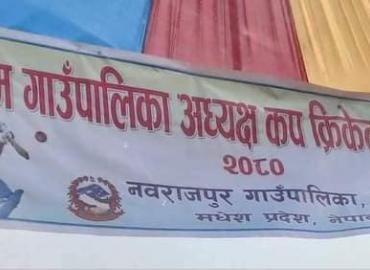 गाउँपालिका अध्यक्ष कप क्रिकेट
२०८०
नवराजपुर गाउँपालिका,
मधेश प्रदेश, नेपाल